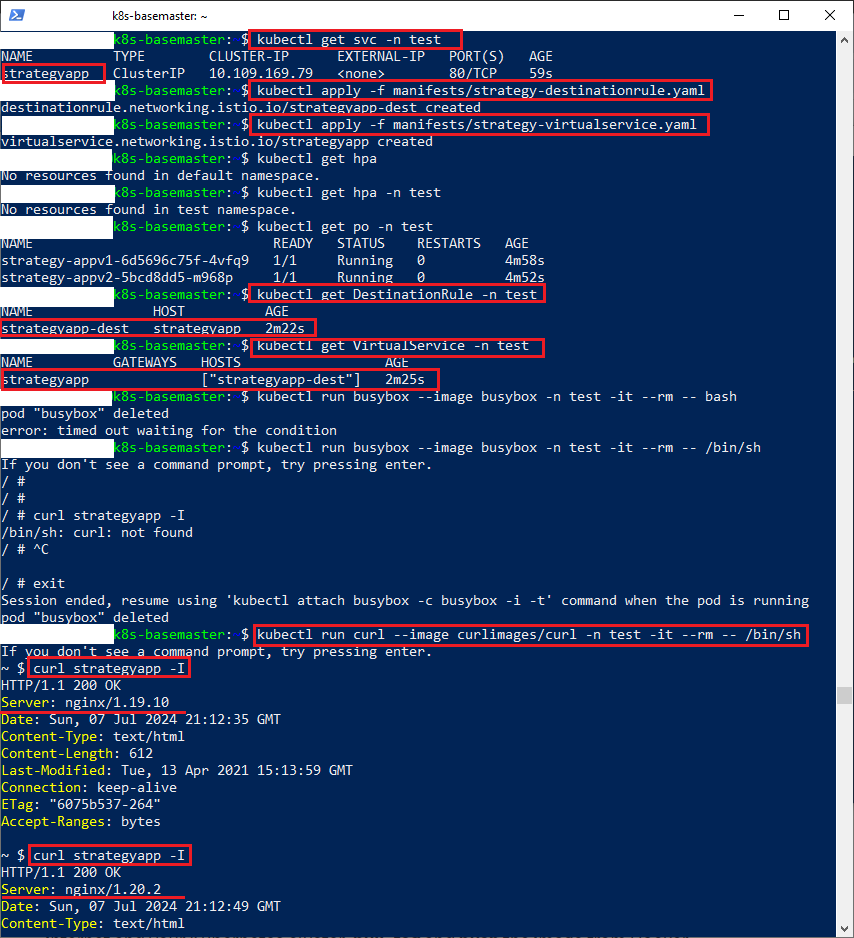 k8s-basemaster: ~
k8s-basemaster: $ kubectl get svc -n test
NAME TYPE CLUSTER-IP EXTERNAL-IP PORT(S) AGE
strategyapp ClusterIP 10.109.169.79 <none> 80/TCP 59s
k8s-basemaster: $ kubectl apply -f manifests/strategy-destinationrule.yaml
destinationrule.networking.istio.io/strategyapp-dest created
k8s-basemaster: $ kubectl apply -f manifests/strategy-virtualservice.yaml
virtualservice.networking.istio.io/strategyapp created
k8s-basemaster: $ kubectl get hpa
No resources found in default namespace.
k8s-basemaster: $ kubectl get hpa -n test
No resources found in test namespace.
k8s-basemaster: $ kubectl get po -n test
NAME READY STATUS RESTARTS AGE
strategy-appv1-6d5696c75f-4vfq9 1/1 Running 0 4m58s
strategy-appv2-5bcd8dd5-m968p 1/1 Running 0 4m52s
k8s-basemaster: $ kubectl get DestinationRule -n test
NAME HOST AGE
strategyapp-dest strategyapp 2m22s
k8s-basemaster: $ kubectl get VirtualService -n test
NAME GATEWAYS HOSTS AGE
strategyapp ["strategyapp-dest"] 2m25s
k8s-basemaster: $ kubectl run busybox --image busybox -n test -it --rm -- bash
pod "busybox" deleted
error: timed out waiting for the condition
k8s-basemaster: $ kubectl run busybox --image busybox -n test -it --rm -- /bin/sh
If you don't see a command prompt, try pressing enter.
/ #
/ #
/ # curl strategyapp -I
/bin/sh: curl: not found
/ # ^C
/ # exit
Session ended, resume using 'kubectl attach busybox -c busybox -i -t' command when the pod is running
pod "busybox" deleted
k8s-basemaster: $ kubectl run curl --image curlimages/curl -n test -it --rm -- /bin/sh
If you don't see a command prompt, try pressing enter.
~ $ curl strategyapp -I
HTTP/1.1 200 OK
Server: nginx/1.19.10
Date: Sun, 07 Jul 2024 21:12:35 GMT
Content-Type: text/html
Content-Length: 612
Last-Modified: Tue, 13 Apr 2021 15:13:59 GMT
Connection: keep-alive
ETag: "6075b537-264"
Accept-Ranges: bytes
~ $ curl strategyapp -I
HTTP/1.1 200 OK
Server: nginx/1.20.2
Date: Sun, 07 Jul 2024 21:12:49 GMT
Content-Type: text/html